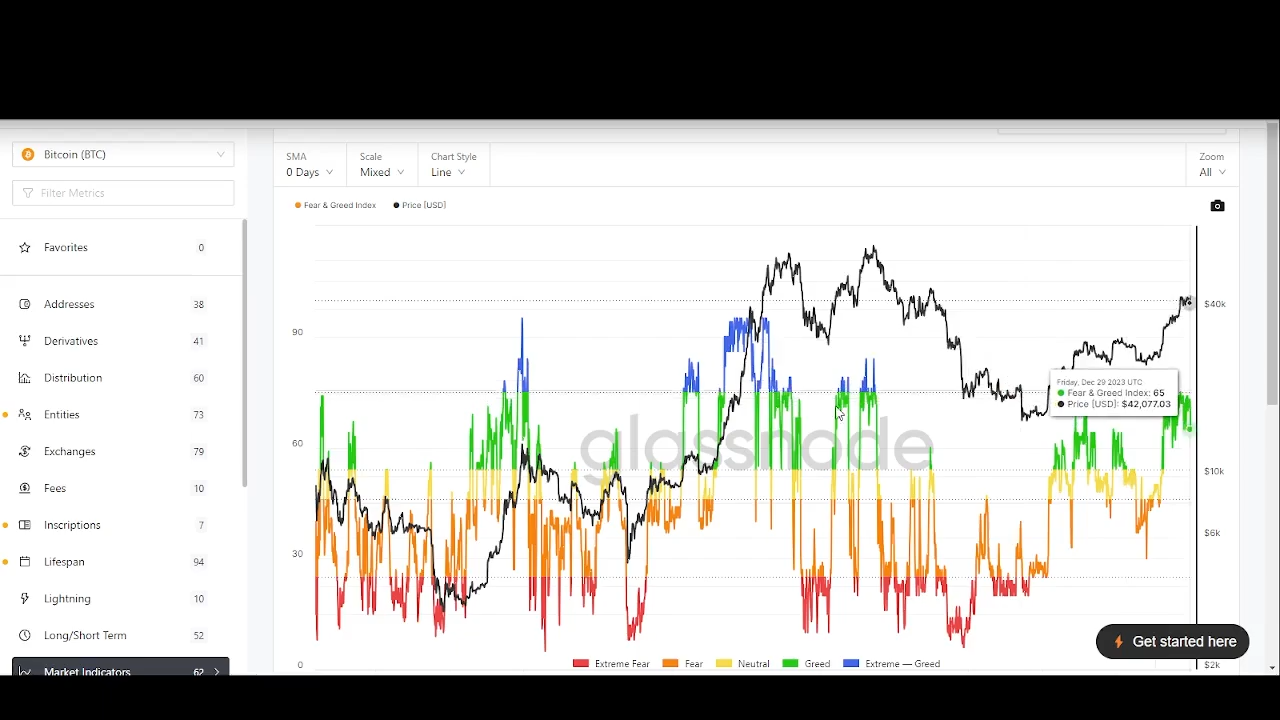 Bitcoin (BTC)
Filter Metrics
Favorites 0
Addresses 38
Derivatives 41
Distribution 60
Entities 73
Exchanges 79
Fees 10
Inscriptions 7
Lifespan 94
Lightning 10
Long/Short Term 52
Market Indicators 62
SMA
0 Days
Scale
Mixed
Chart Style
Line
Zoom
All
Fear & Greed Index Price [USD]
90
60
30
0
$40k
$10k
$6k
$2k
glassnode
Friday, Dec 29 2023 UTC
Fear & Greed Index: 65
Price [USD]: $42,077.03
Extreme Fear Fear Neutral Greed Extreme — Greed
Get started here